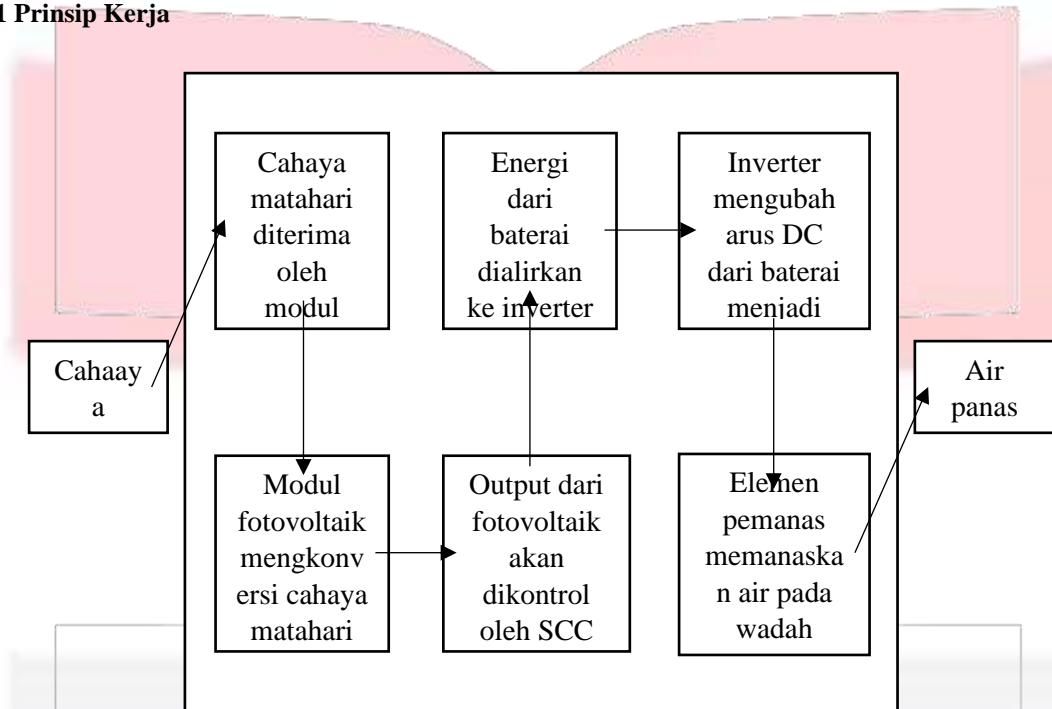 1 Prinsip Kerja
Cahaya
matahari
diterima
oleh
modul
Energi
dari
baterai
dialirkan
ke inverter
Inverter
mengubah
arus DC
dari baterai
menjadi
Cahaay
a
Air
panas
Modul
fotovoltaik
mengkonv
ersi cahaya
matahari
Output dari
fotovoltaik
akan
dikontrol
oleh SCC
Elemen
pemanas
memanaska
n air pada
wadah